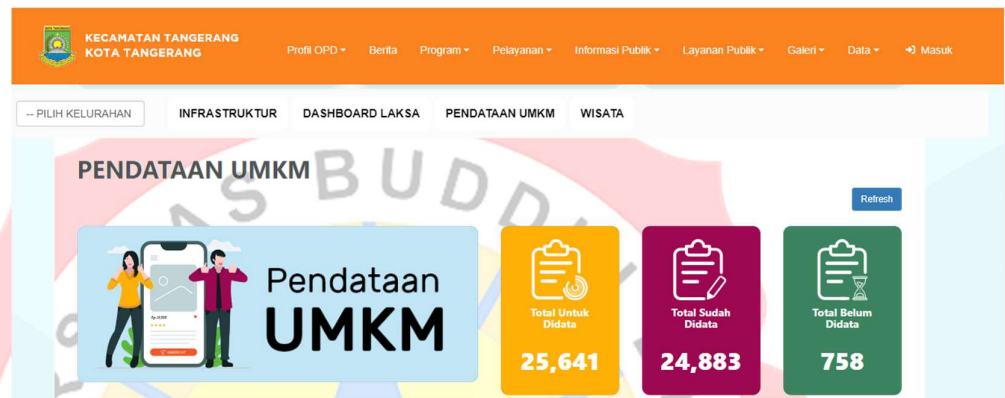 KECAMATAN TANGERANG
KOTA TANGERANG
Profil OPD Berita Program Pelayanan Informasi Publik Layanan Publik Galeri Data Masuk
-- PILIH KELURAHAN INFRASTRUKTUR DASHBOARD LAKSA PENDATAAN UMKM WISATA
PENDATAAN UMKM
Refresh
Pendataan
UMKM
Total Untuk
Didata
25,641
Total Sudah
Didata
24,883
Total Belum
Didata
758